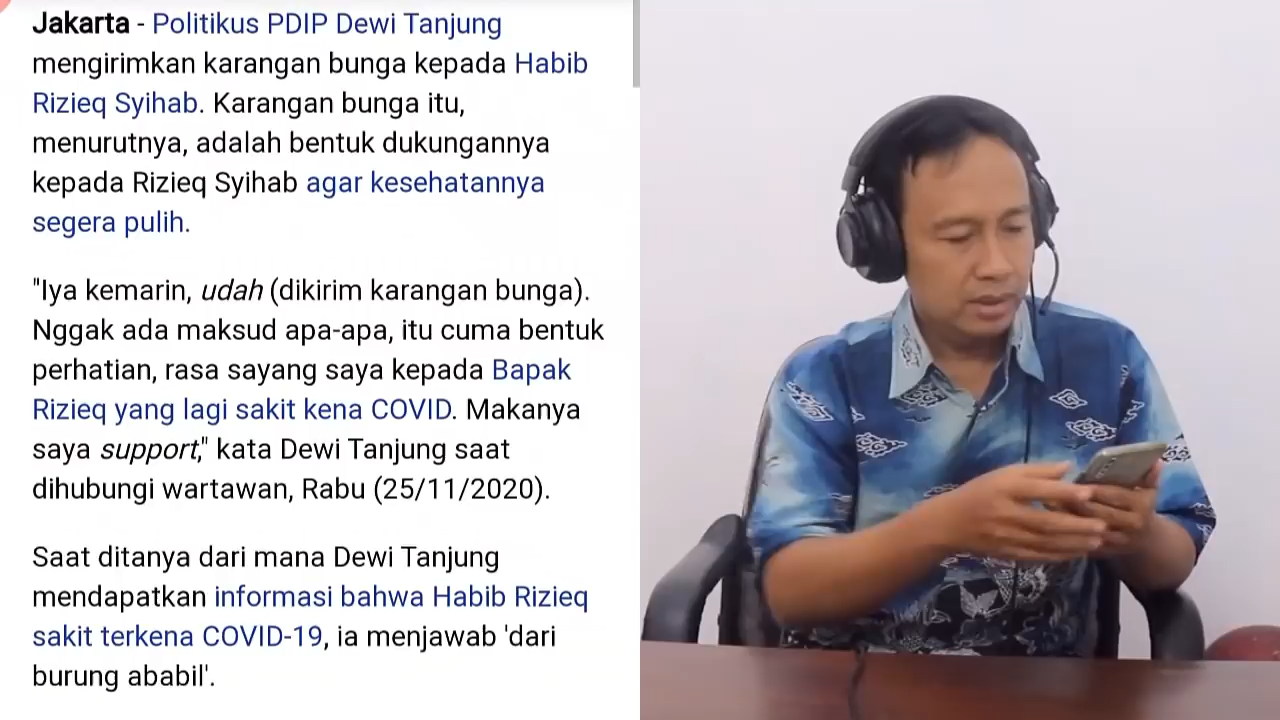 Jakarta - Politikus PDIP Dewi Tanjung
mengirimkan karangan bunga kepada Habib
Rizieq Syihab. Karangan bunga itu,
menurutnya, adalah bentuk dukungannya
kepada Rizieq Syihab agar kesehatannya
segera pulih.
"Iya kemarin, udah (dikirim karangan bunga).
Nggak ada maksud apa-apa, itu cuma bentuk
perhatian, rasa sayang saya kepada Bapak
Rizieq yang lagi sakit kena COVID. Makanya
saya support," kata Dewi Tanjung saat
dihubungi wartawan, Rabu (25/11/2020).
Saat ditanya dari mana Dewi Tanjung
mendapatkan informasi bahwa Habib Rizieq
sakit terkena COVID-19, ia menjawab 'dari
burung ababil'.